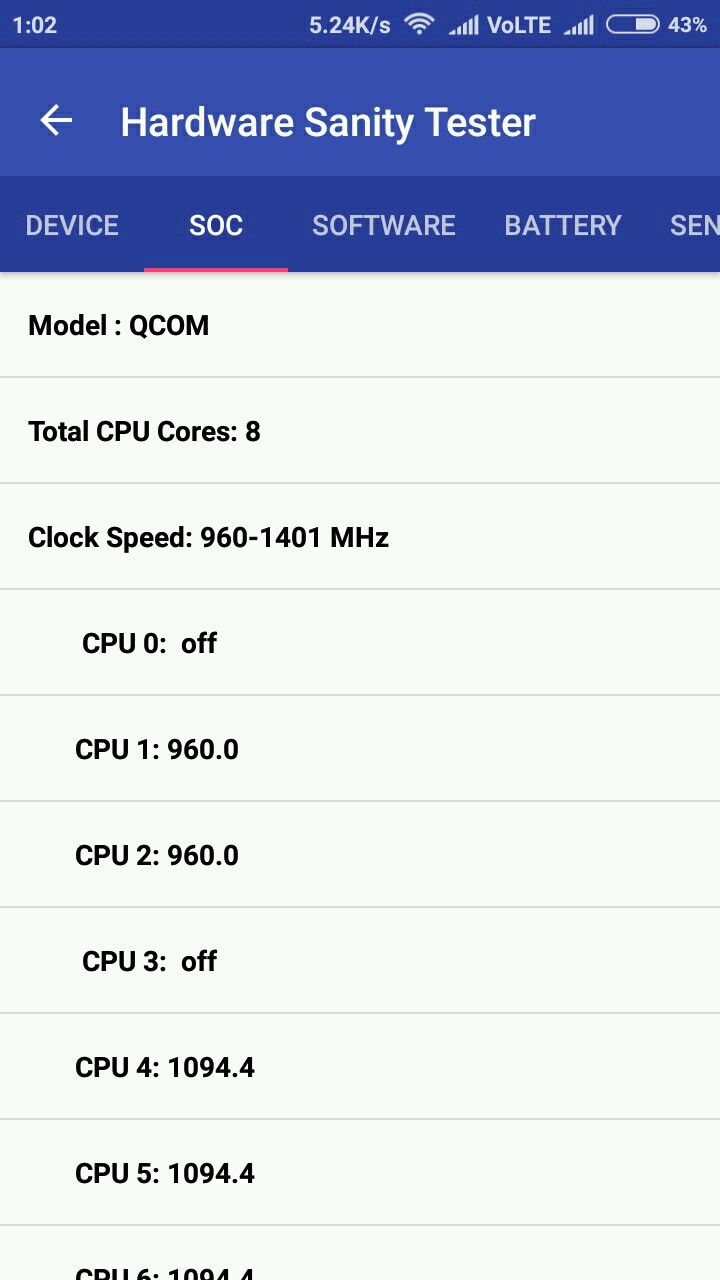 1:02 5.24K/s VoLTE 43%
Hardware Sanity Tester
DEVICE SOC SOFTWARE BATTERY SEN
Model : QCOM
Total CPU Cores: 8
Clock Speed: 960-1401 MHz
CPU 0: off
CPU 1: 960.0
CPU 2: 960.0
CPU 3: off
CPU 4: 1094.4
CPU 5: 1094.4
CPU 6: 1094.4